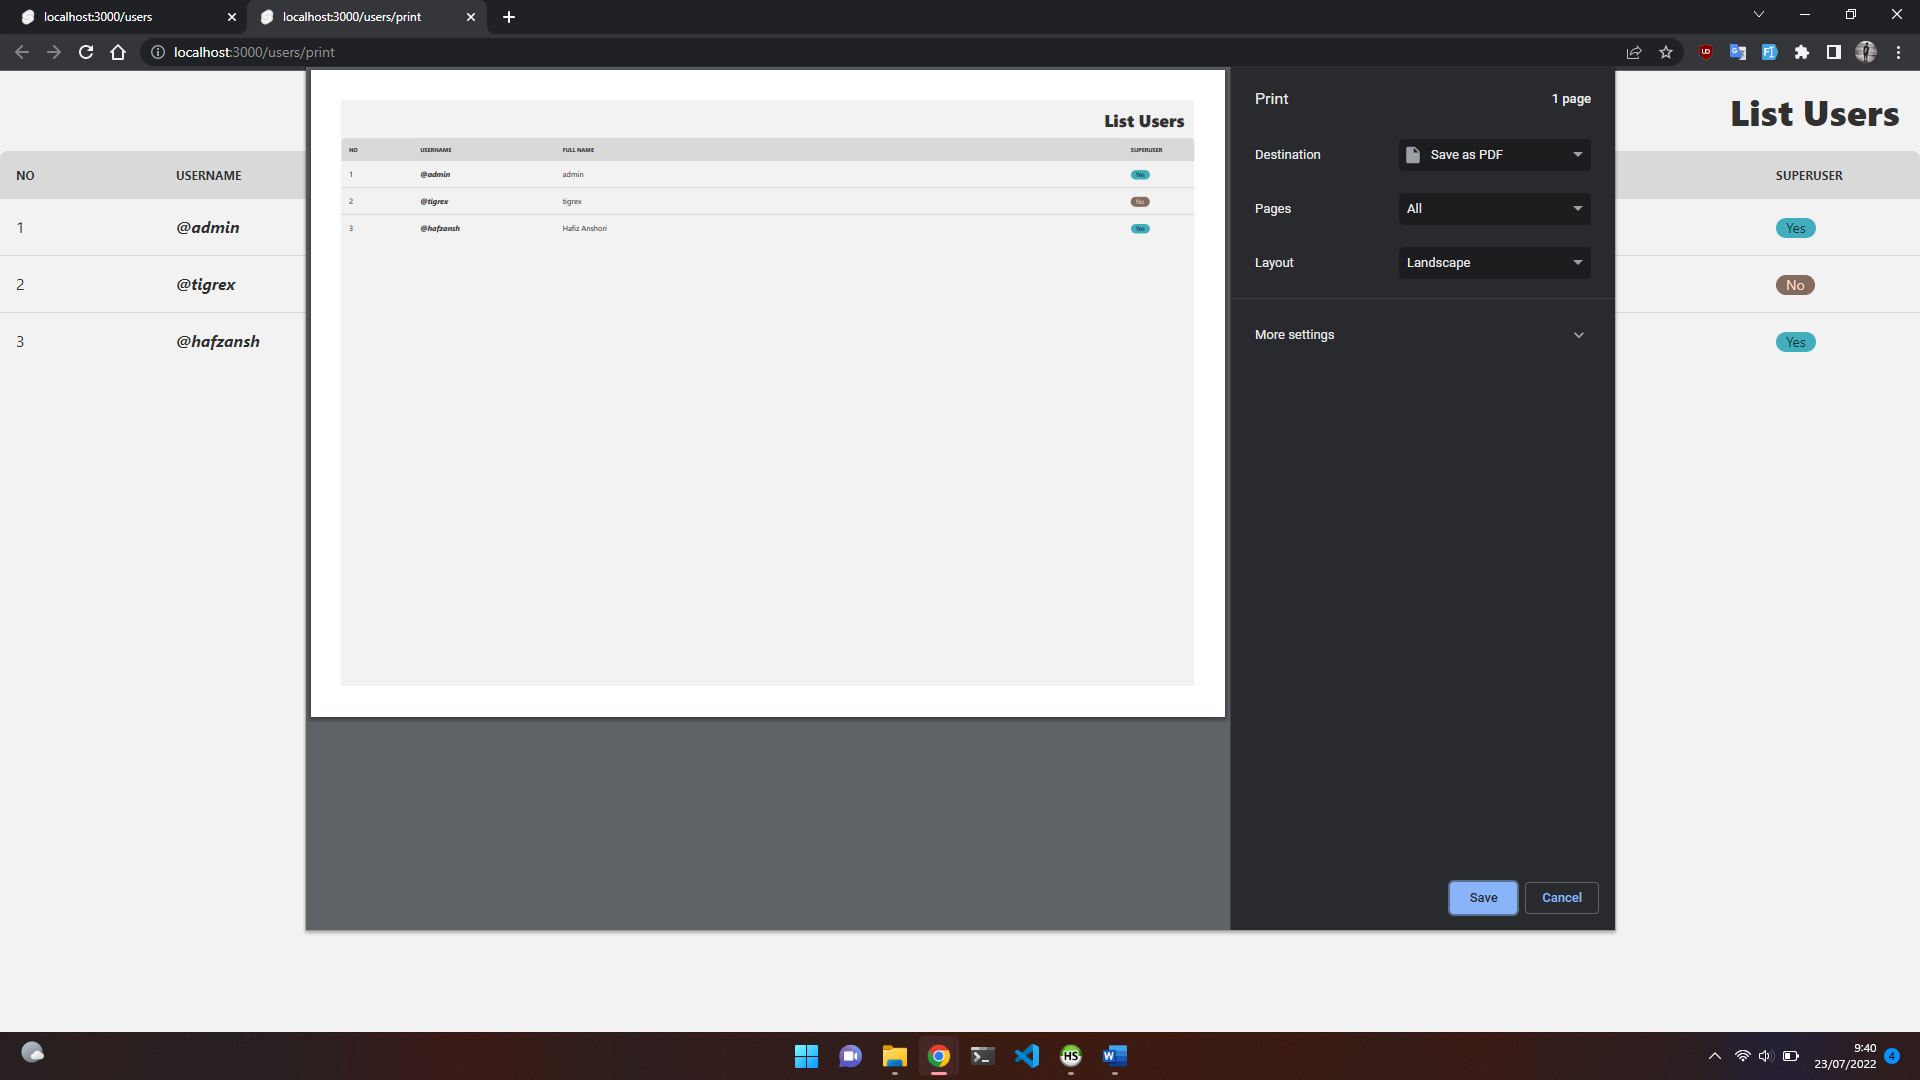 localhost:3000/users
localhost:3000/users/print
localhost:3000/users/print
List Users
NO USERNAME FULL NAME SUPERUSER
1 @admin admin Yes
2 @tigrex tigrex No
3 @hafzansh Hafiz Anshori Yes
Print 1 page
Destination Save as PDF
Pages All
Layout Landscape
More settings
Save Cancel
List Users
NO USERNAME SUPERUSER
1 @admin Yes
2 @tigrex No
3 @hafzansh Yes
HS
W
9:40
23/07/2022
4